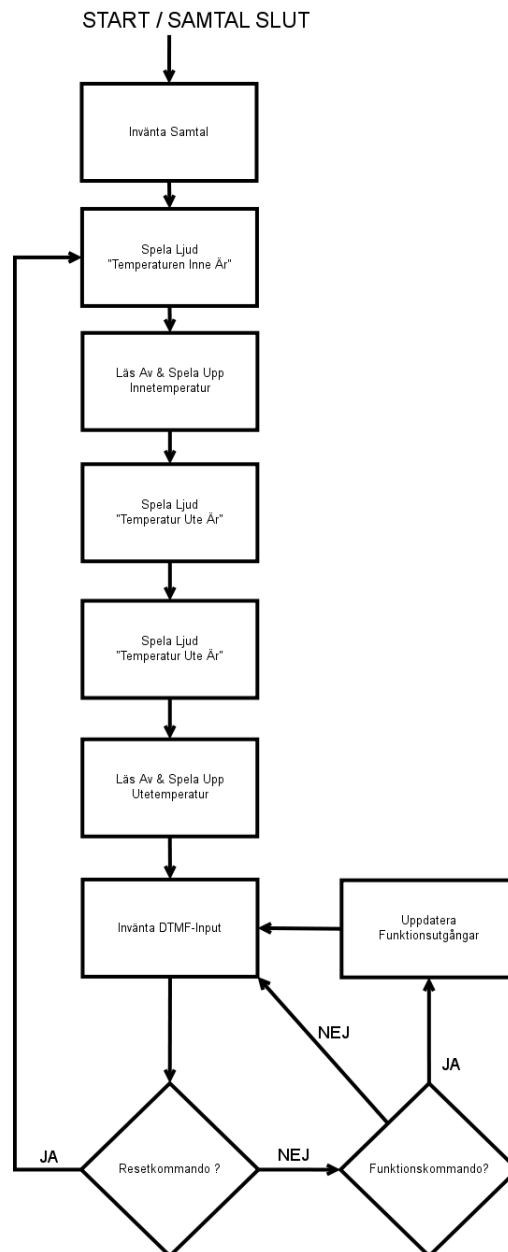 START / SAMTAL SLUT
Invänta Samtal
Spela Ljud
"Temperaturen Inne Är"
Läs Av & Spela Upp
Innetemperatur
Spela Ljud
"Temperatur Ute Är"
Spela Ljud
"Temperatur Ute Är"
Läs Av & Spela Upp
Utetemperatur
Invänta DTMF-Input
Uppdatera
Funktionsutgångar
NEJ
JA
JA
Resetkommando ?
NEJ
Funktionskommando?